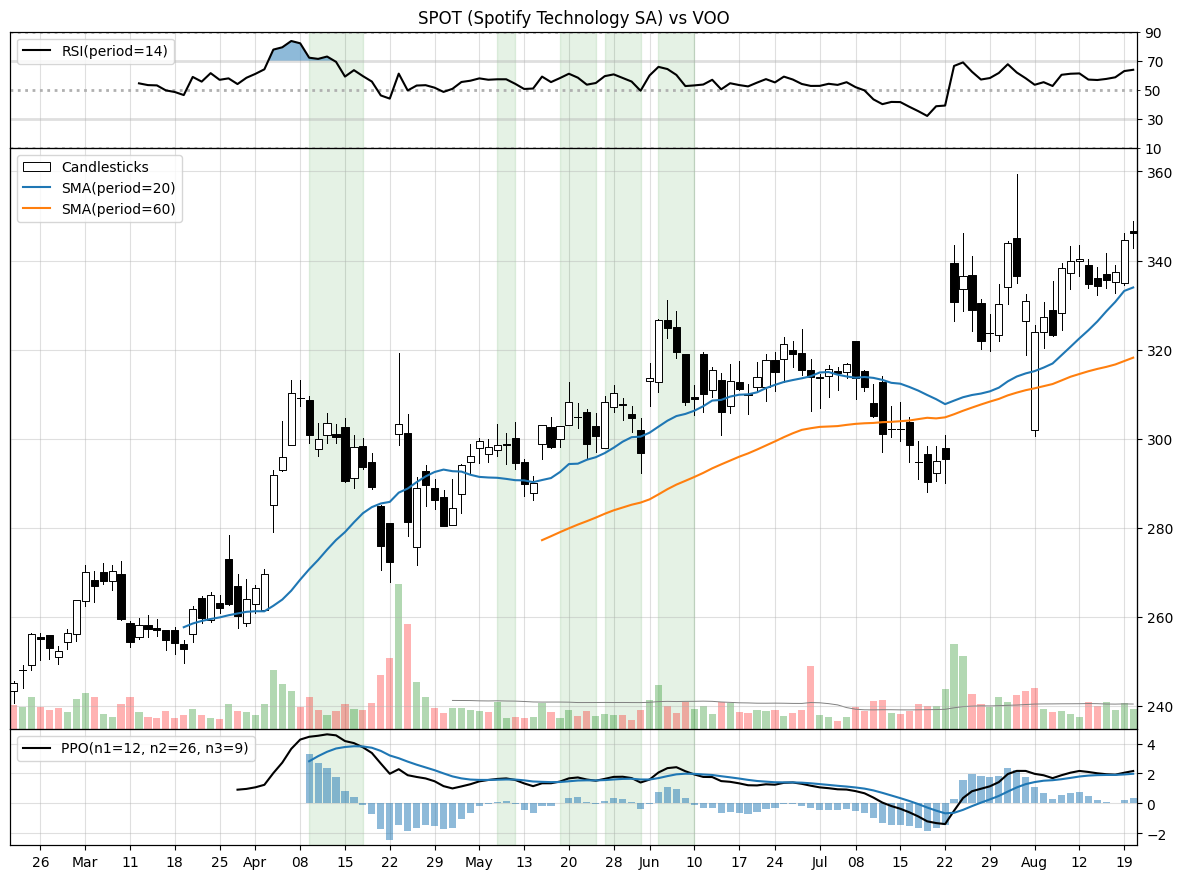 SPOT (Spotify Technology SA) vs VOO
RSI(period=14)
90
70
50
30
10
Candlesticks
SMA(period=20)
SMA(period=60)
360
340
320
300
280
260
240
PPO(n1=12, n2=26, n3=9)
4
2
0
−2
26 Mar 11 18 25 Apr 08 15 22 29 May 13 20 28 Jun 10 17 24 Jul 08 15 22 29 Aug 12 19